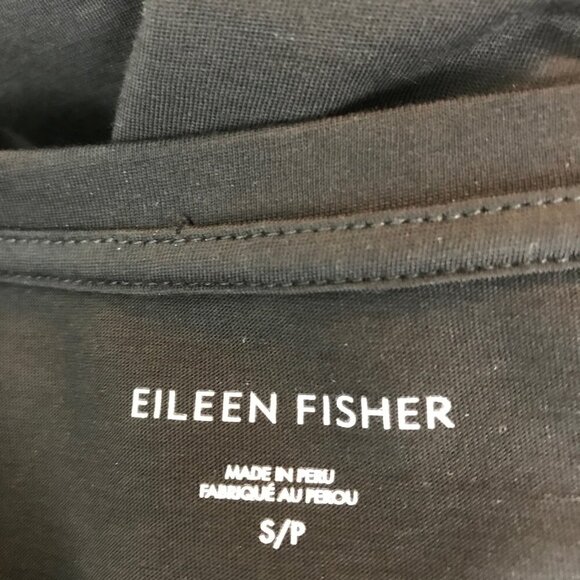 EILEEN FISHER
MADE IN PERU
FABRIQUÉ AU PEROU
S/P